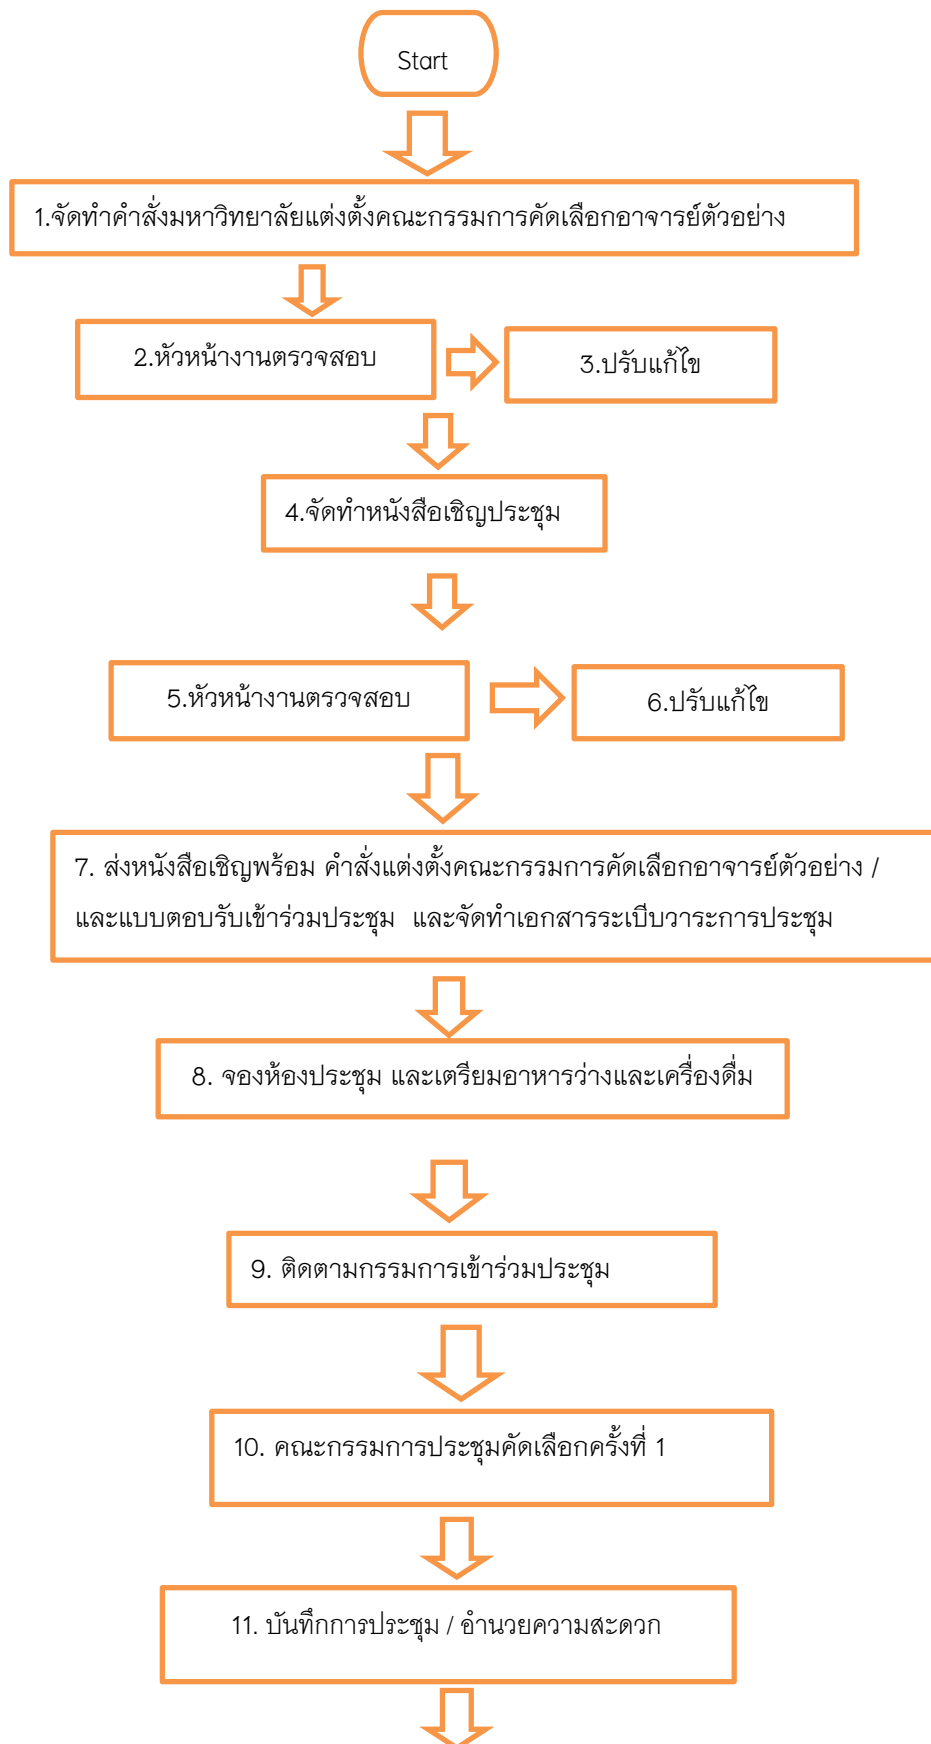 Start
1.จัดทำคำสั่งมหาวิทยาลัยแต่งตั้งคณะกรรมการคัดเลือกอาจารย์ตัวอย่าง
2.หัวหน้างานตรวจสอบ
3.ปรับแก้ไข
4.จัดทำหนังสือเชิญประชุม
5.หัวหน้างานตรวจสอบ
6.ปรับแก้ไข
7. ส่งหนังสือเชิญพร้อม คำสั่งแต่งตั้งคณะกรรมการคัดเลือกอาจารย์ตัวอย่าง /
และแบบตอบรับเข้าร่วมประชุม และจัดทำเอกสารระเบียบวาระการประชุม
8. จองห้องประชุม และเตรียมอาหารว่างและเครื่องดื่ม
9. ติดตามกรรมการเข้าร่วมประชุม
10. คณะกรรมการประชุมคัดเลือกครั้งที่ 1
11. บันทึกการประชุม / อำนวยความสะดวก